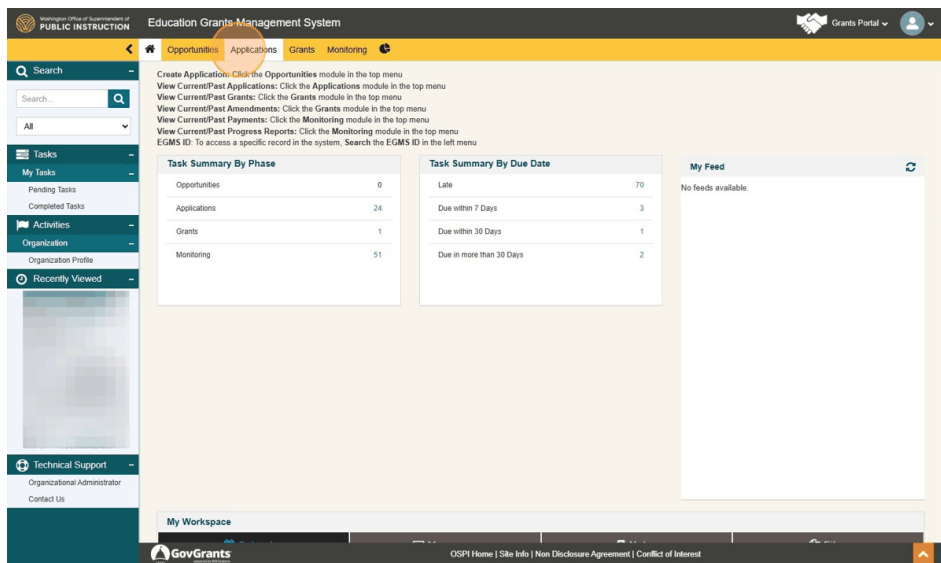 Washington Office of Superintendent of
PUBLIC INSTRUCTION
Education Grants Management System
Grants Portal
Opportunities Applications Grants Monitoring
Search
Search...
All
Tasks
My Tasks
Pending Tasks
Completed Tasks
Activities
Organization
Organization Profile
Recently Viewed
Technical Support
Organizational Administrator
Contact Us
Create Application: Click the Opportunities module in the top menu
View Current/Past Applications: Click the Applications module in the top menu
View Current/Past Grants: Click the Grants module in the top menu
View Current/Past Amendments: Click the Grants module in the top menu
View Current/Past Payments: Click the Monitoring module in the top menu
View Current/Past Progress Reports: Click the Monitoring module in the top menu
EGMS ID: To access a specific record in the system, Search the EGMS ID in the left menu
Task Summary By Phase
Opportunities 0
Applications 24
Grants 1
Monitoring 51
Task Summary By Due Date
Late 70
Due within 7 Days 3
Due within 30 Days 1
Due in more than 30 Days 2
My Feed
No feeds available.
My Workspace
GovGrants
OSPI Home | Site Info | Non Disclosure Agreement | Conflict of Interest